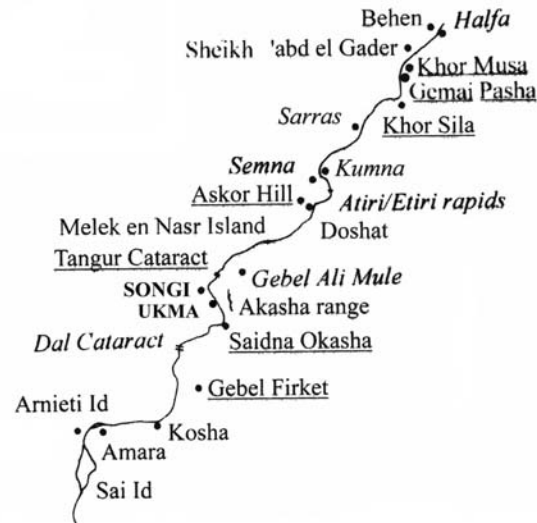 Behen
Halfa
Sheikh 'abd el Gader
Khor Musa
Gemai Pasha
Khor Sila
Sarras
Semna
Kumna
Askor Hill
Atiri/Etiri rapids
Doshat
Melek en Nasr Island
Tangur Cataract
Gebel Ali Mule
SONGI
Akasha range
UKMA
Dal Cataract
Saidna Okasha
Gebel Firket
Arnieti Id
Kosha
Amara
Sai Id